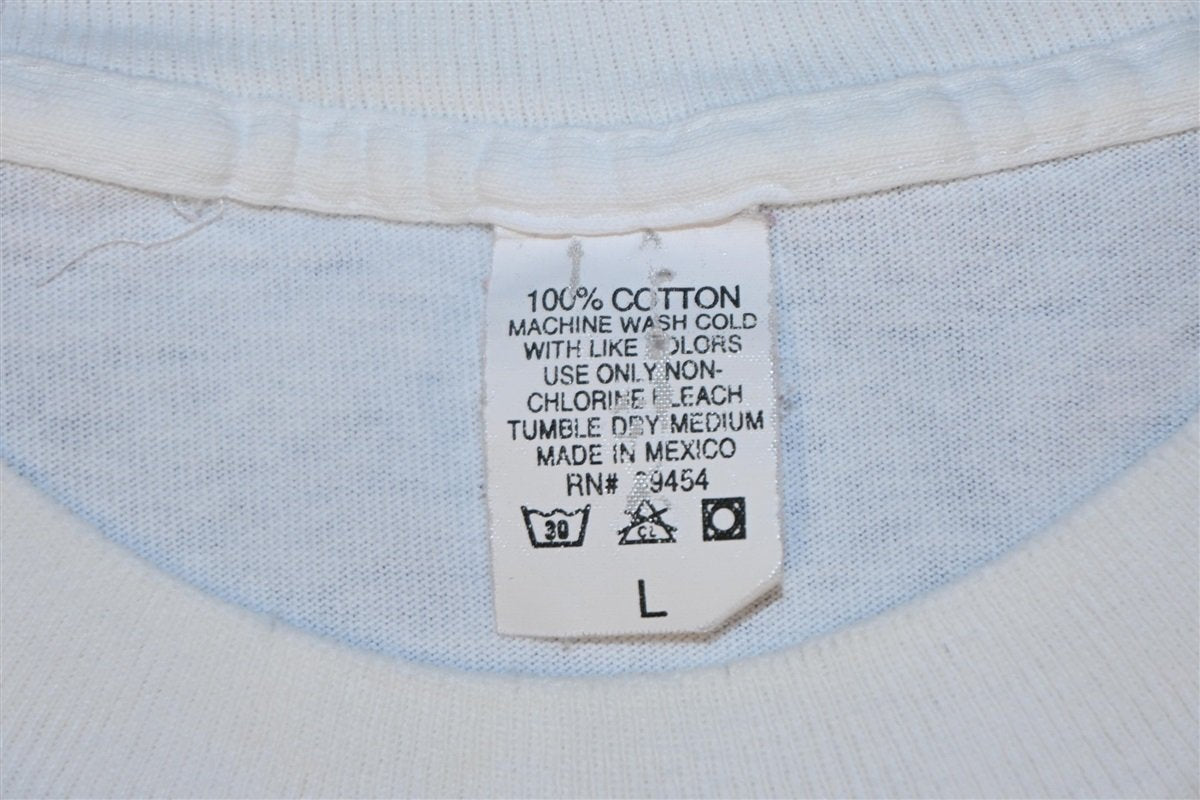 100% COTTON
MACHINE WASH COLD
WITH LIKE COLORS
USE ONLY NON-
CHLORINE BLEACH
TUMBLE DRY MEDIUM
MADE IN MEXICO
RN#
30 CL
L